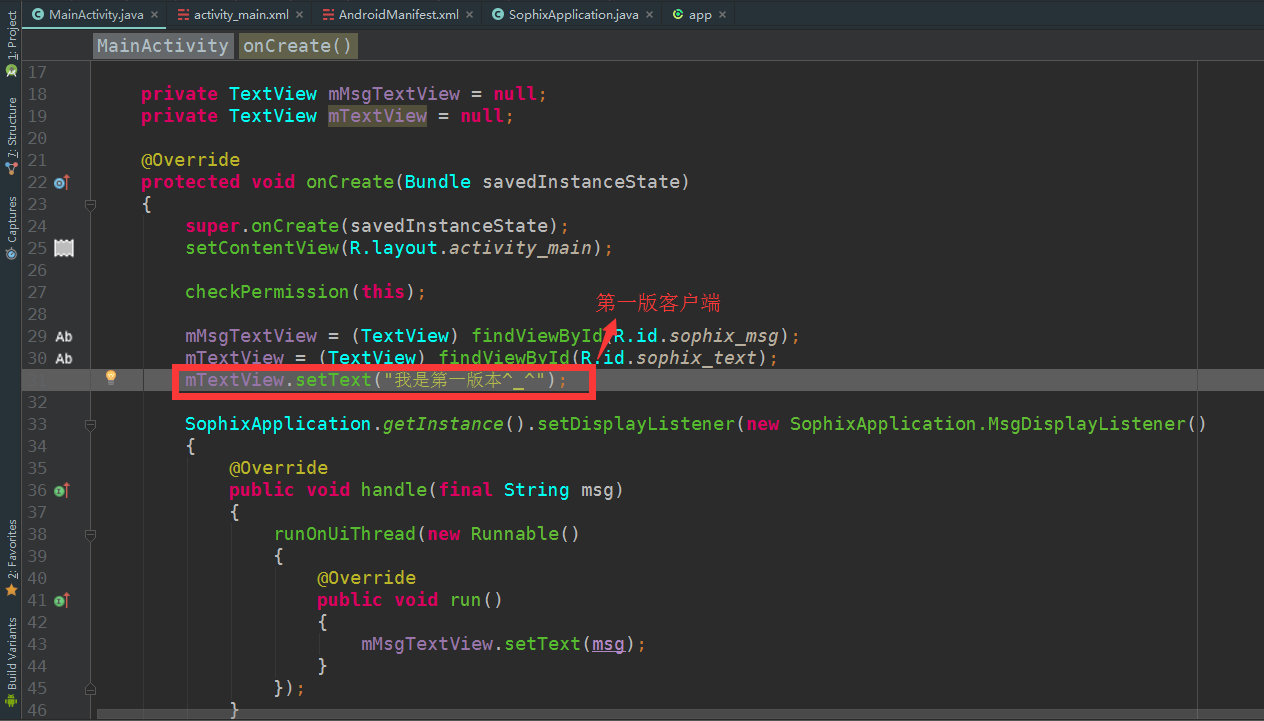 MainActivity.java × activity_main.xml × AndroidManifest.xml × SophixApplication.java × app ×
1: Project
7: Structure
Captures
2: Favorites
Build Variants
MainActivity onCreate()
17
18 private TextView mMsgTextView = null;
19 private TextView mTextView = null;
20
21 @Override
22 protected void onCreate(Bundle savedInstanceState)
23 {
24 super.onCreate(savedInstanceState);
25 setContentView(R.layout.activity_main);
26
27 checkPermission(this);
第一版客户端
28
29 Ab mMsgTextView = (TextView) findViewById(R.id.sophix_msg);
30 Ab mTextView = (TextView) findViewById(R.id.sophix_text);
31 mTextView.setText("我是第一版本^_^");
32
33 SophixApplication.getInstance().setDisplayListener(new SophixApplication.MsgDisplayListener()
34 {
35 @Override
36 public void handle(final String msg)
37 {
38 runOnUiThread(new Runnable()
39 {
40 @Override
41 public void run()
42 {
43 mMsgTextView.setText(msg);
44 }
45 });
46 }